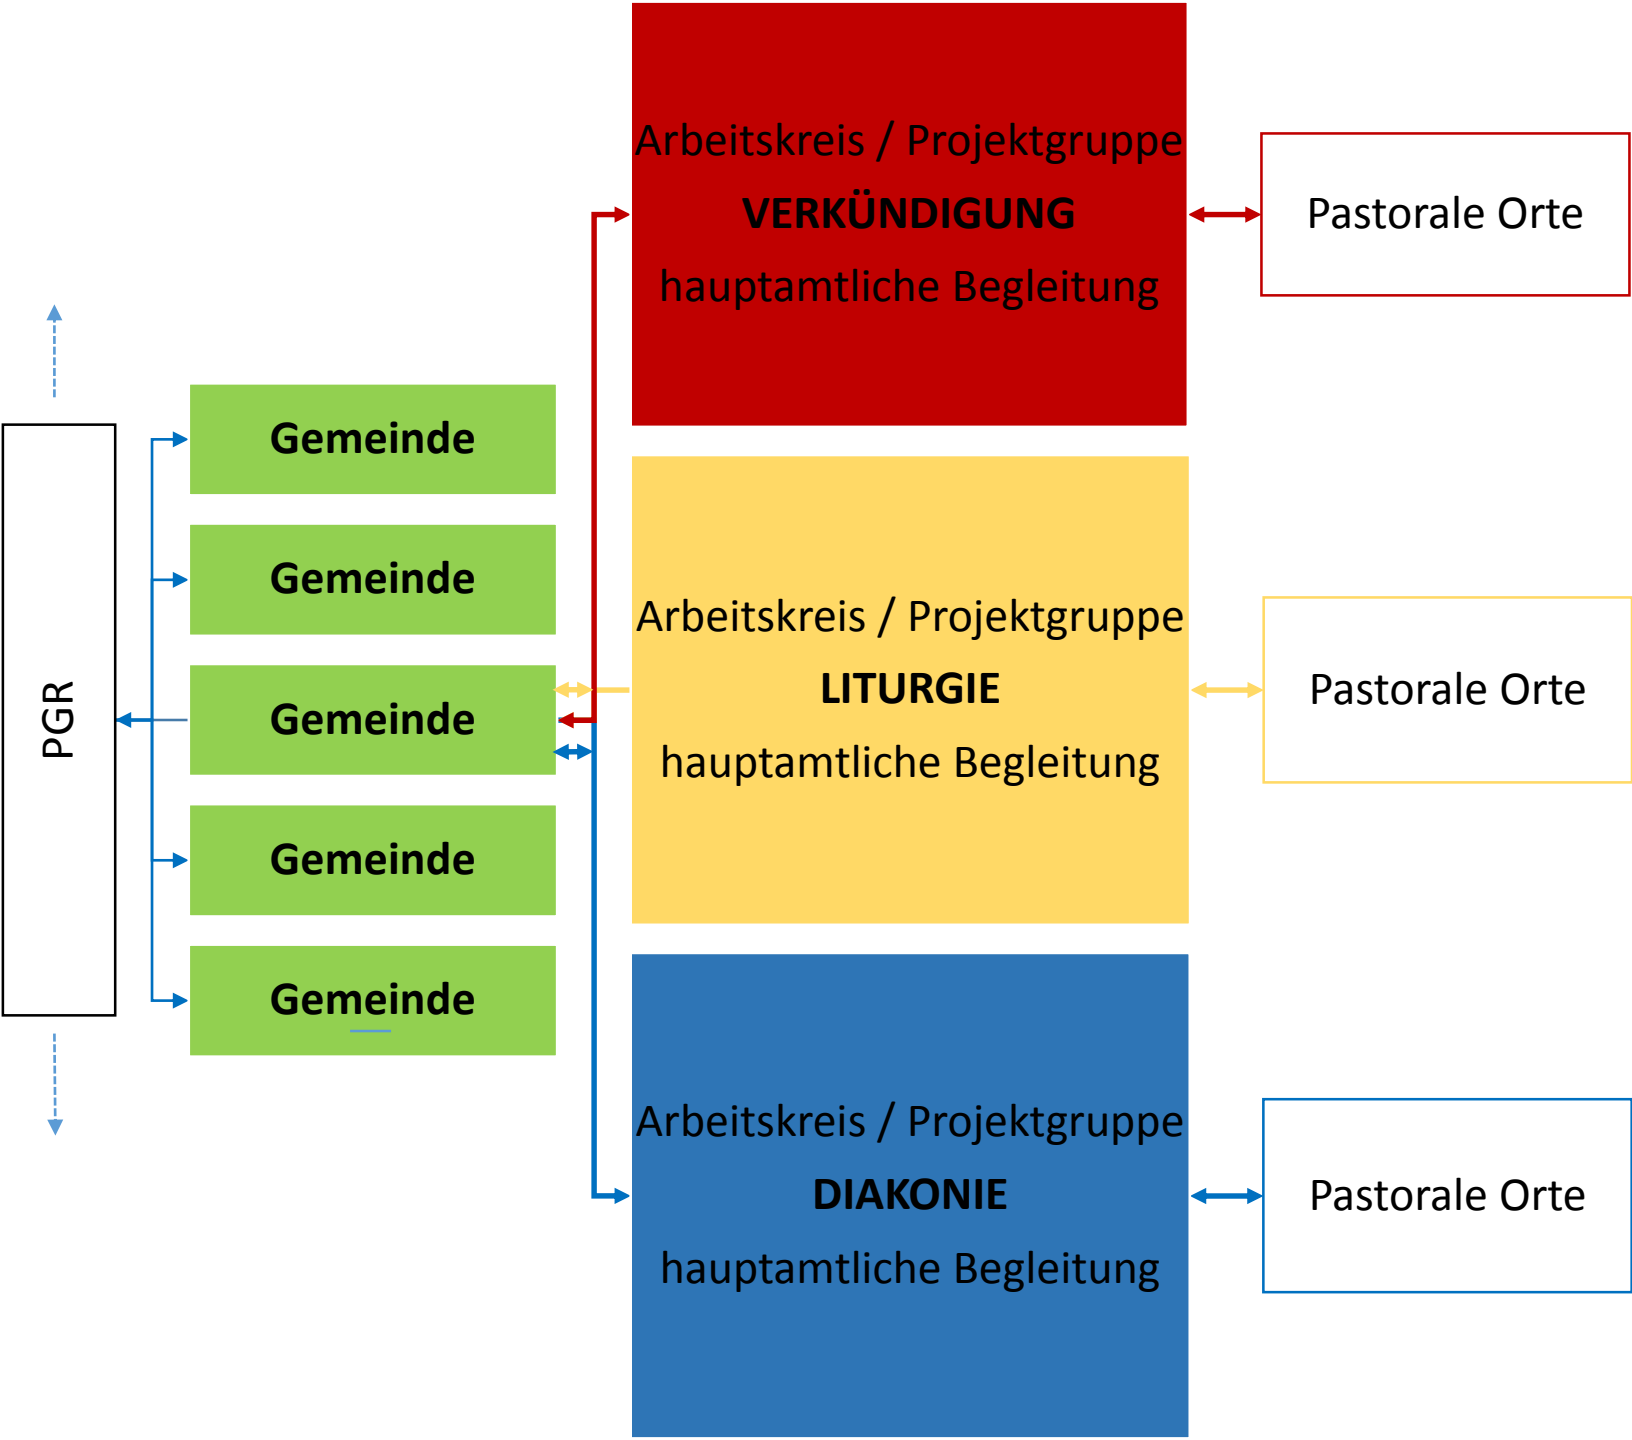 PGR
Gemeinde
Gemeinde
Gemeinde
Gemeinde
Gemeinde
Arbeitskreis / Projektgruppe
VERKÜNDIGUNG
hauptamtliche Begleitung
Pastorale Orte
Arbeitskreis / Projektgruppe
LITURGIE
hauptamtliche Begleitung
Pastorale Orte
Arbeitskreis / Projektgruppe
DIAKONIE
hauptamtliche Begleitung
Pastorale Orte